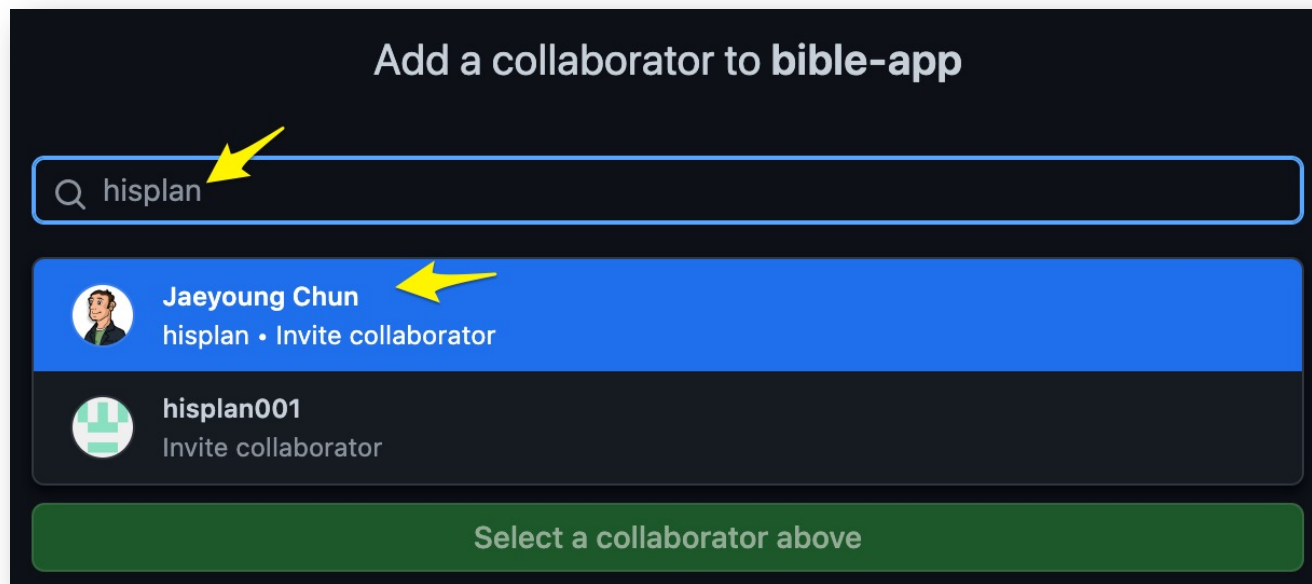 Add a collaborator to bible-app
hisplan
Jaeyoung Chun
hisplan • Invite collaborator
hisplan001
Invite collaborator
Select a collaborator above